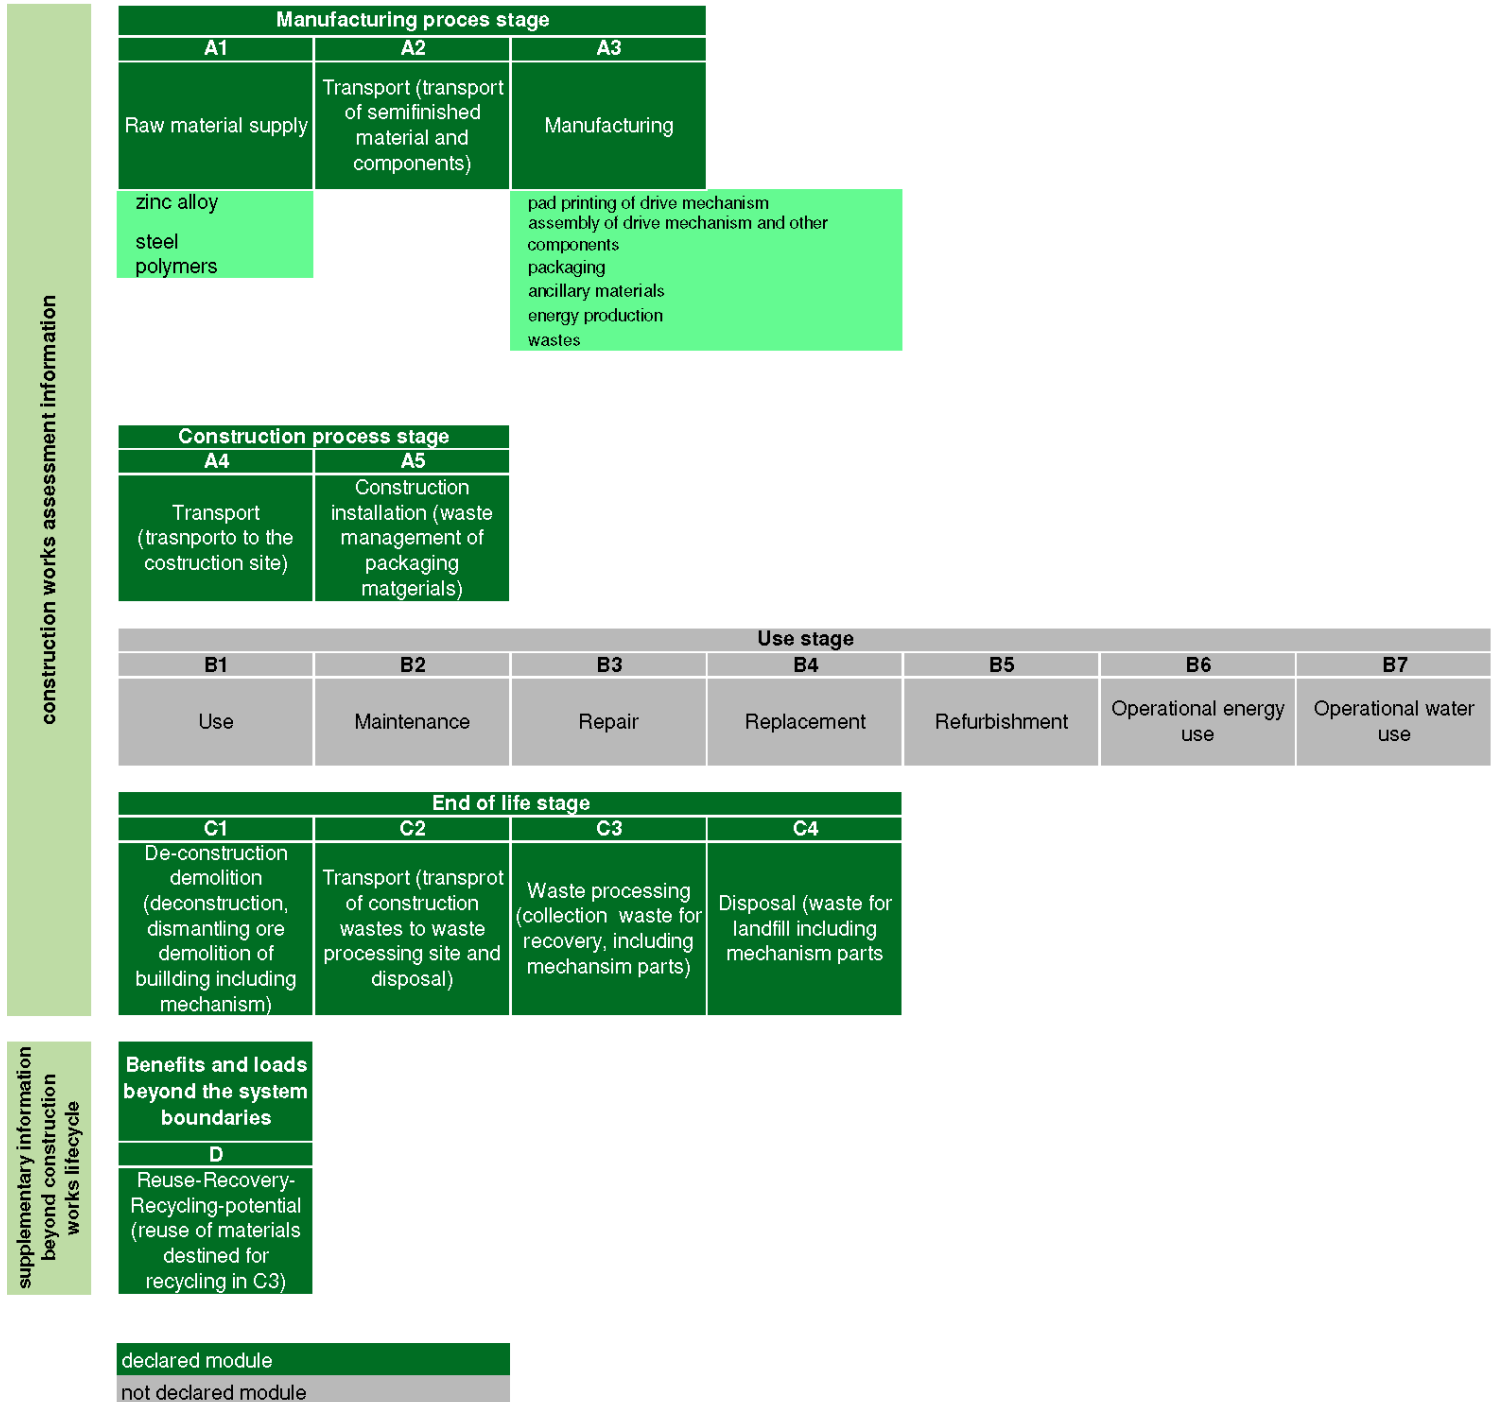 construction works assessment information
Manufacturing proces stage
A1
A2
A3
Raw material supply
Transport (transport
of semifinished
material and
components)
Manufacturing
zinc alloy
steel
polymers
pad printing of drive mechanism
assembly of drive mechanism and other
components
packaging
ancillary materials
energy production
wastes
Construction process stage
A4
A5
Transport
(trasnporto to the
costruction site)
Construction
installation (waste
management of
packaging
matgerials)
Use stage
B1
B2
B3
B4
B5
B6
B7
Use
Maintenance
Repair
Replacement
Refurbishment
Operational energy
use
Operational water
use
End of life stage
C1
C2
C3
C4
De-construction
demolition
(deconstruction,
dismantling ore
demolition of
buillding including
mechanism)
Transport (transprot
of construction
wastes to waste
processing site and
disposal)
Waste processing
(collection waste for
recovery, including
mechansim parts)
Disposal (waste for
landfill including
mechanism parts
supplementary information
beyond construction
works lifecycle
Benefits and loads
beyond the system
boundaries
D
Reuse-Recovery-
Recycling-potential
(reuse of materials
destined for
recycling in C3)
declared module
not declared module